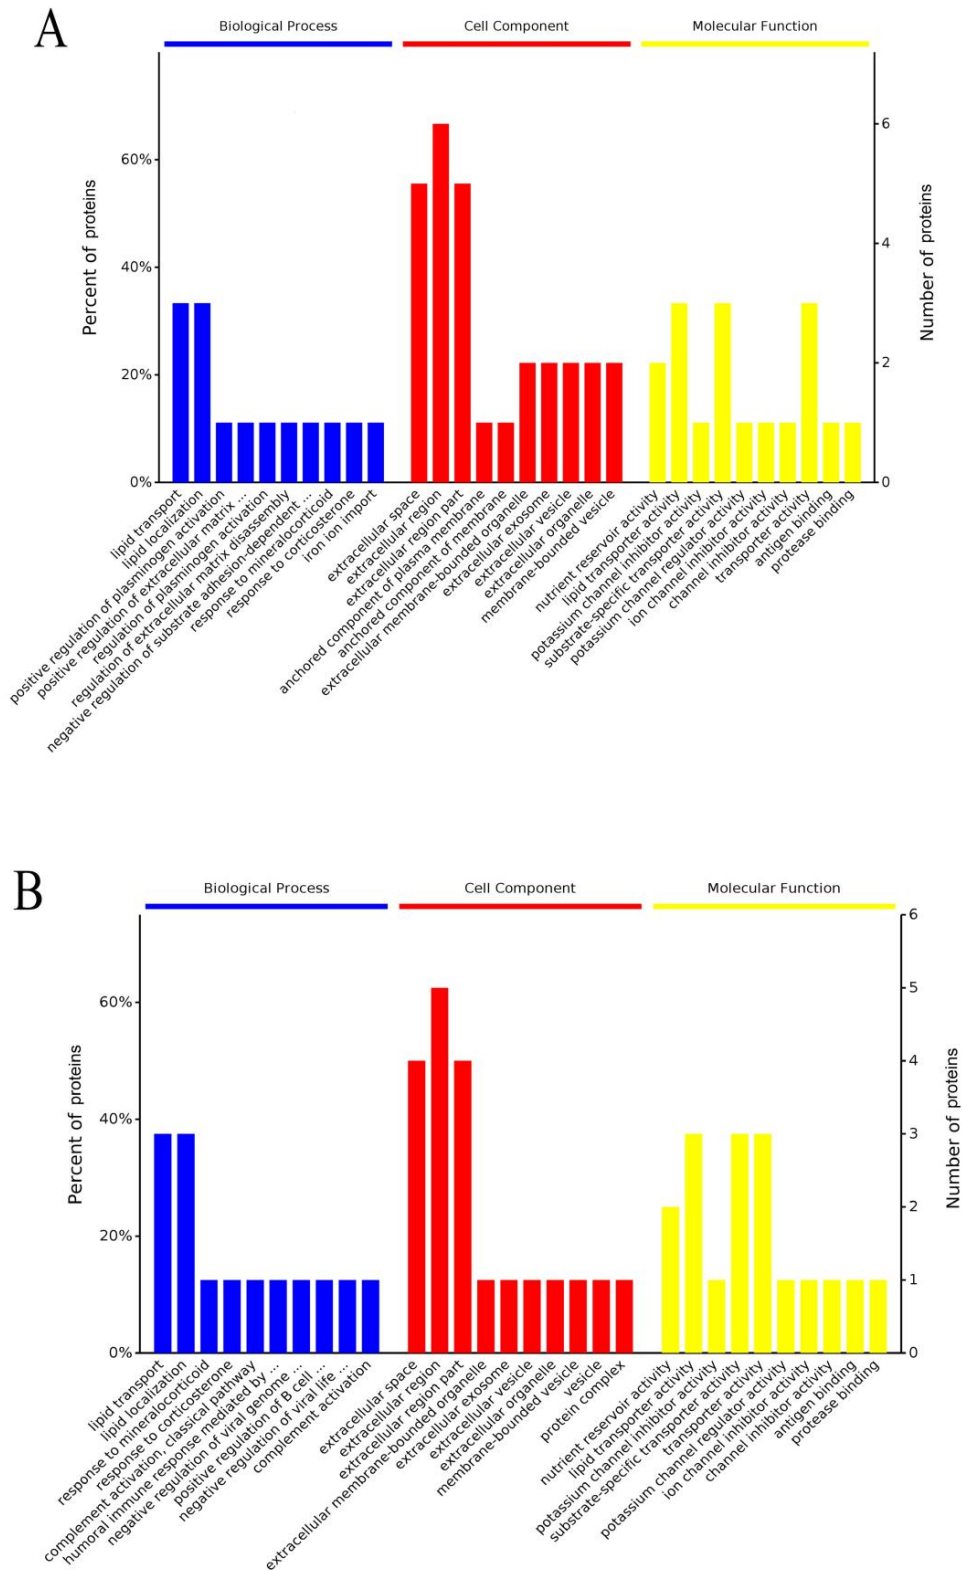 A
Biological Process
Cell Component
Molecular Function
Percent of proteins
60%
40%
20%
0%
6
4
2
0
Number of proteins
lipid transport
lipid localization
positive regulation of plasminogen activation
positive regulation of extracellular matrix ...
regulation of plasminogen activation
regulation of extracellular matrix disassembly
negative regulation of substrate adhesion-dependent ...
response to mineralocorticoid
response to corticosterone
iron ion import
extracellular space
extracellular region
extracellular region part
anchored component of plasma membrane
anchored component of membrane
extracellular membrane-bounded organelle
extracellular exosome
extracellular vesicle
extracellular organelle
membrane-bounded vesicle
nutrient reservoir activity
lipid transporter activity
potassium channel inhibitor activity
substrate-specific transporter activity
potassium channel regulator activity
ion channel inhibitor activity
channel inhibitor activity
transporter activity
antigen binding
protease binding
B
Biological Process
Cell Component
Molecular Function
Percent of proteins
60%
40%
20%
0%
6
5
4
3
2
1
0
Number of proteins
lipid transport
lipid localization
response to mineralocorticoid
response to corticosterone
complement activation, classical pathway
humoral immune response mediated by ...
negative regulation of viral genome ...
positive regulation of B cell ...
negative regulation of viral life ...
complement activation
extracellular space
extracellular region
extracellular region part
extracellular membrane-bounded organelle
extracellular exosome
extracellular vesicle
extracellular organelle
membrane-bounded vesicle
vesicle
protein complex
nutrient reservoir activity
lipid transporter activity
potassium channel inhibitor activity
substrate-specific transporter activity
transporter activity
potassium channel regulator activity
ion channel inhibitor activity
channel inhibitor activity
antigen binding
protease binding